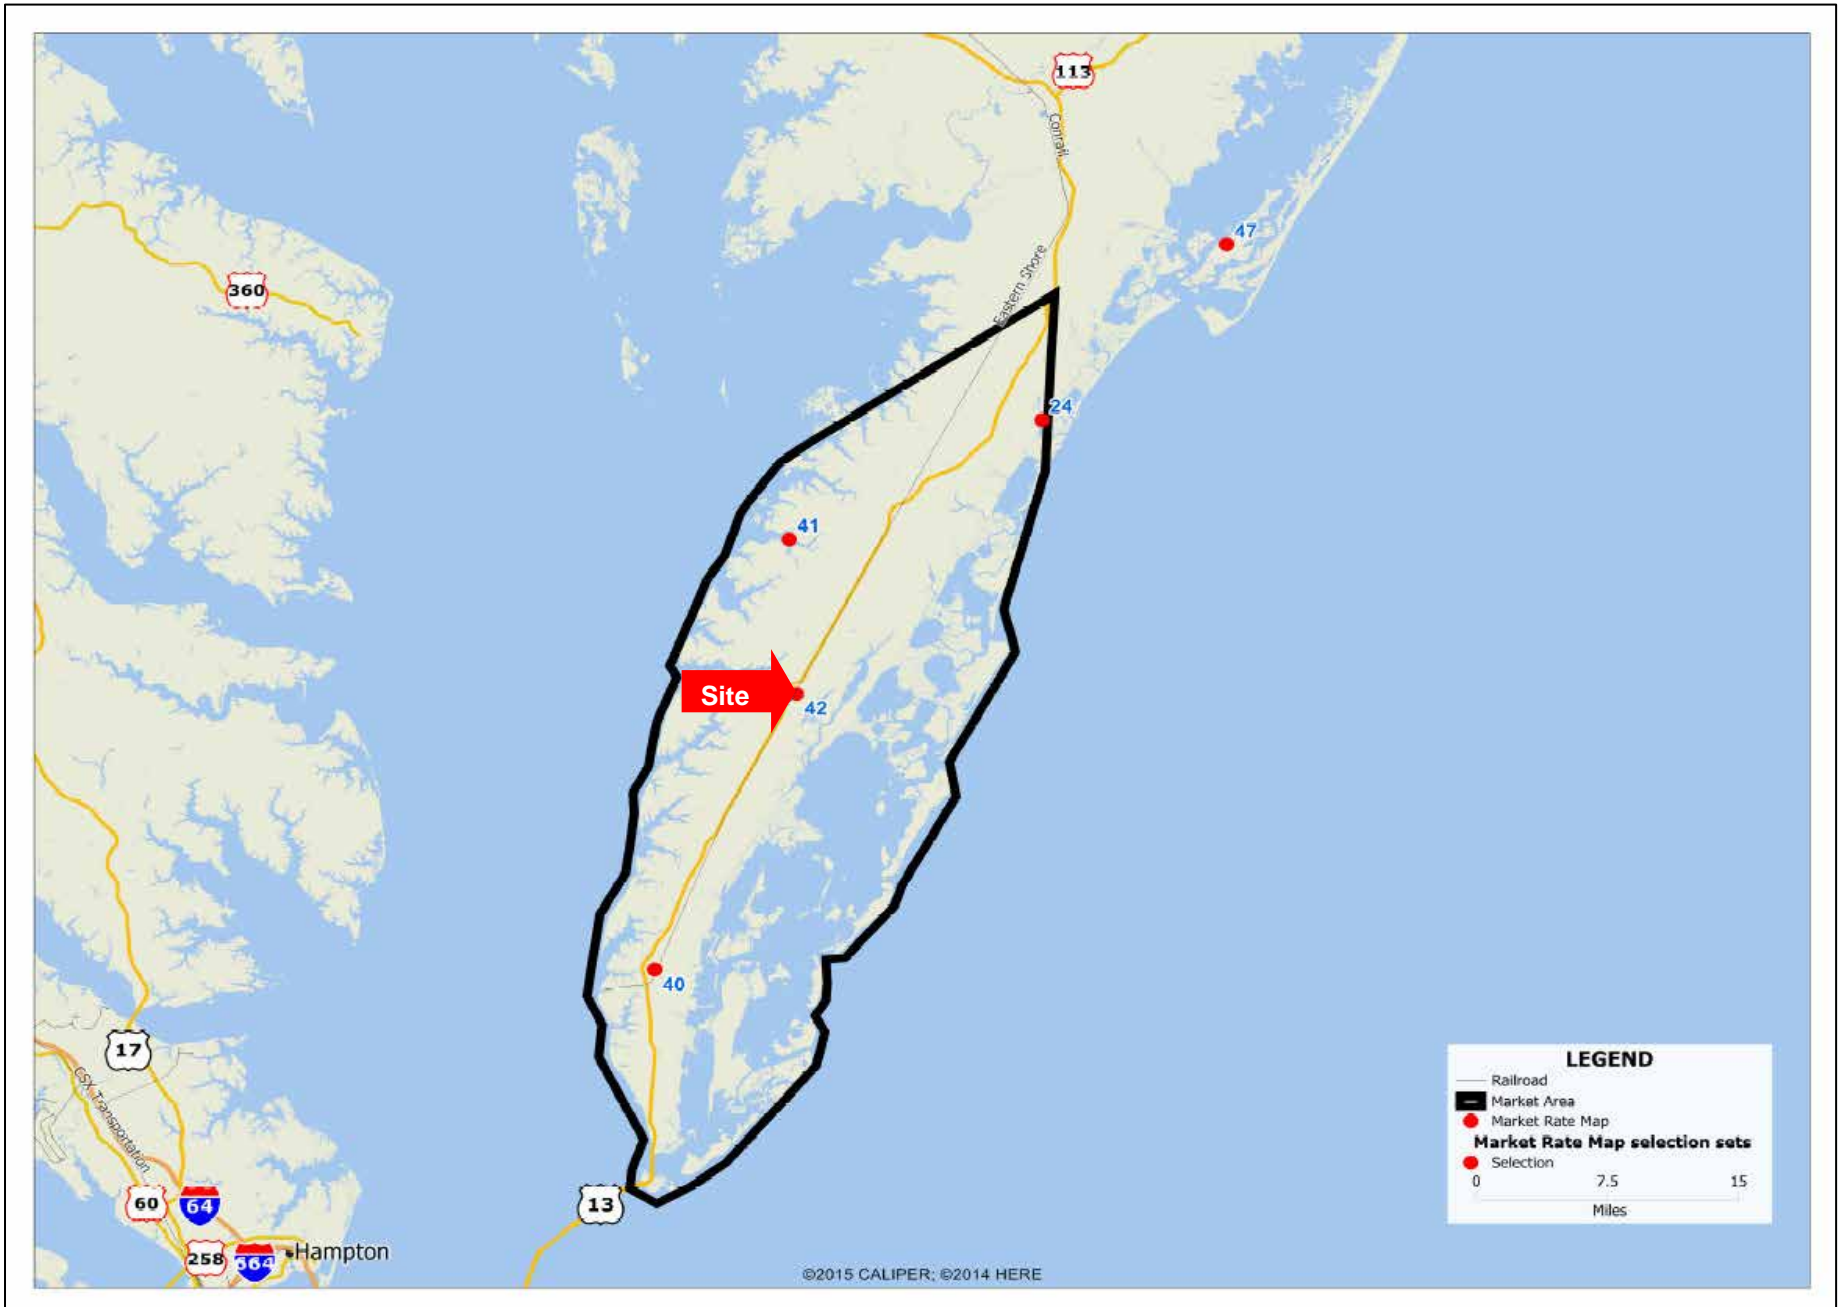 113
Conrail
47
360
Eastern Shore
24
41
Site
42
40
17
CSX Transportation
LEGEND
Railroad
Market Area
Market Rate Map
Market Rate Map selection sets
Selection
0 7.5 15
Miles
60
64
13
258
664
Hampton
©2015 CALIPER; ©2014 HERE